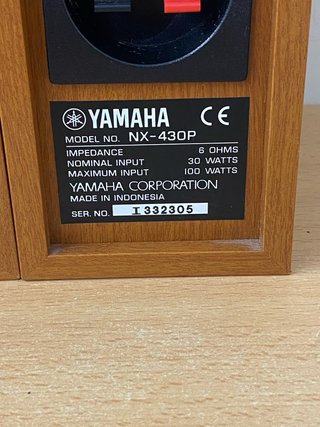 YAMAHA CE
MODEL NO. NX-430P
IMPEDANCE 6 OHMS
NOMINAL INPUT 30 WATTS
MAXIMUM INPUT 100 WATTS
YAMAHA CORPORATION
MADE IN INDONESIA
SER. NO. I 332305